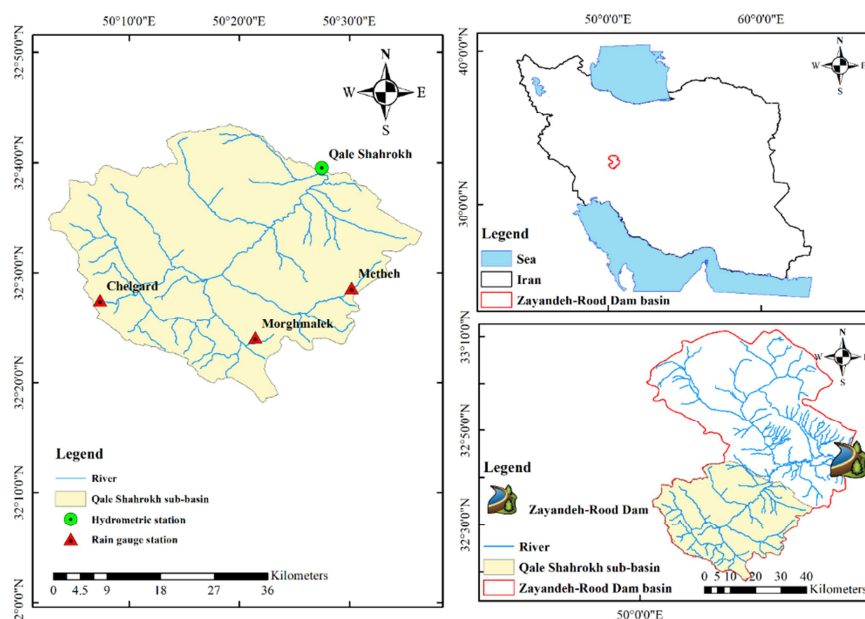 50°10'0"E 50°20'0"E 50°30'0"E
32°50'0"N
32°40'0"N
32°30'0"N
32°20'0"N
32°10'0"N
2°0'0"N
N
W E
S
Qale Shahrokh
Metheh
Chelgard
Morghmalek
Legend
River
Qale Shahrokh sub-basin
Hydrometric station
Rain gauge station
Kilometers
0 4.5 9 18 27 36
50°0'0"E 60°0'0"E
40°0'0"N
30°0'0"N
N
W E
S
Legend
Sea
Iran
Zayandeh-Rood Dam basin
33°10'0"N
32°50'0"N
32°30'0"N
N
W
S
Legend
Zayandeh-Rood Dam
River
Qale Shahrokh sub-basin
Zayandeh-Rood Dam basin
0 5 10 20 30 40
Kilometers
50°0'0"E